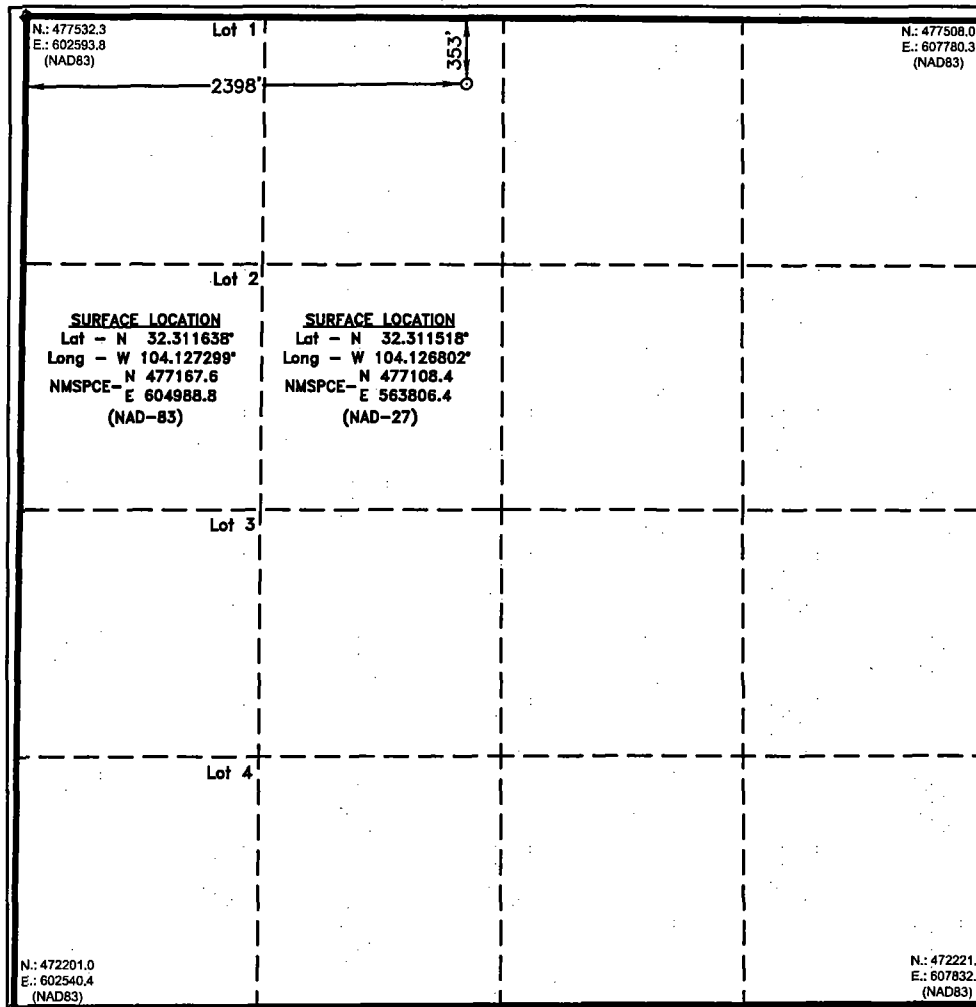 N.: 477532.3
E.: 602593.8
(NAD83)
Lot 1
353'
N.: 477508.0
E.: 607780.3
(NAD83)
2398'
Lot 2
SURFACE LOCATION
Lat - N 32.311638°
Long - W 104.127299°
NMSPCE- N 477167.6
E 604988.8
(NAD-83)
SURFACE LOCATION
Lat - N 32.311518°
Long - W 104.126802°
NMSPCE- N 477108.4
E 563806.4
(NAD-27)
Lot 3
Lot 4
N.: 472201.0
E.: 602540.4
(NAD83)
N.: 472221.
E.: 607832.
(NAD83)